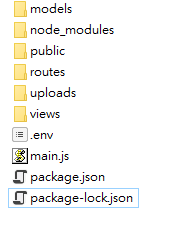 models
node_modules
public
routes
uploads
views
.env
main.js
package.json
package-lock.json